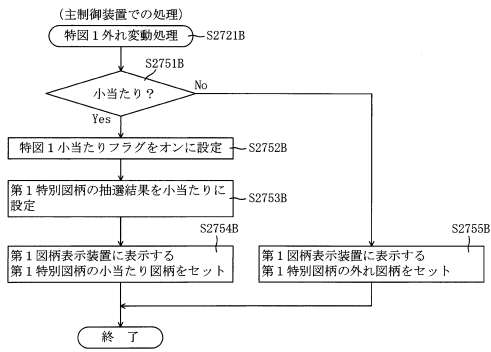 （主制御装置での処理）
特図１外れ変動処理
S2721B
S2751B
小当たり？
No
Yes
特図１小当たりフラグをオンに設定
S2752B
第１特別図柄の抽選結果を小当たりに
設定
S2753B
S2754B
第１図柄表示装置に表示する
第１特別図柄の小当たり図柄をセット
S2755B
第１図柄表示装置に表示する
第１特別図柄の外れ図柄をセット
終　了